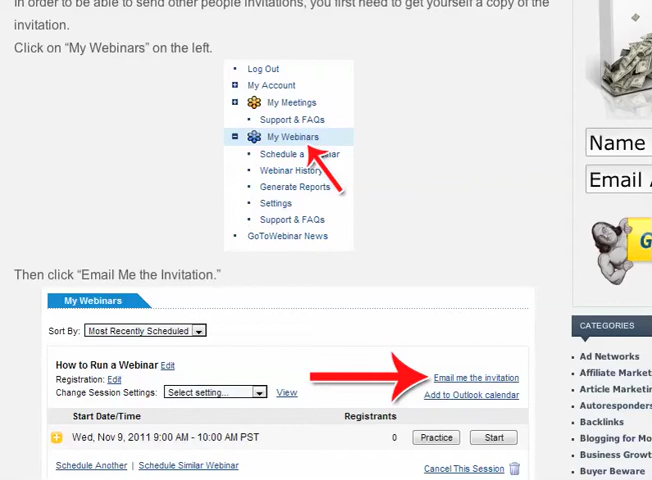 In order to be able to send other people invitations, you first need to get yourself a copy of the
invitation.
Click on “My Webinars” on the left.
Log Out
My Account
My Meetings
Support & FAQs
My Webinars
Schedule a
Webinar History
Generate Reports
Settings
Support & FAQs
GoToWebinar News
Then click “Email Me the Invitation.”
My Webinars
Sort By: Most Recently Scheduled
How to Run a Webinar Edit
Registration: Edit
Change Session Settings: Select setting... View
Email me the invitation
Add to Outlook calendar
Start Date/Time Registrants
Wed, Nov 9, 2011 9:00 AM - 10:00 AM PST 0 Practice Start
Schedule Another | Schedule Similar Webinar
Cancel This Session
Name
Email
CATEGORIES
Ad Networks
Affiliate Market
Article Marketin
Autoresponders
Backlinks
Blogging for Mo
Business Growt
Buyer Beware